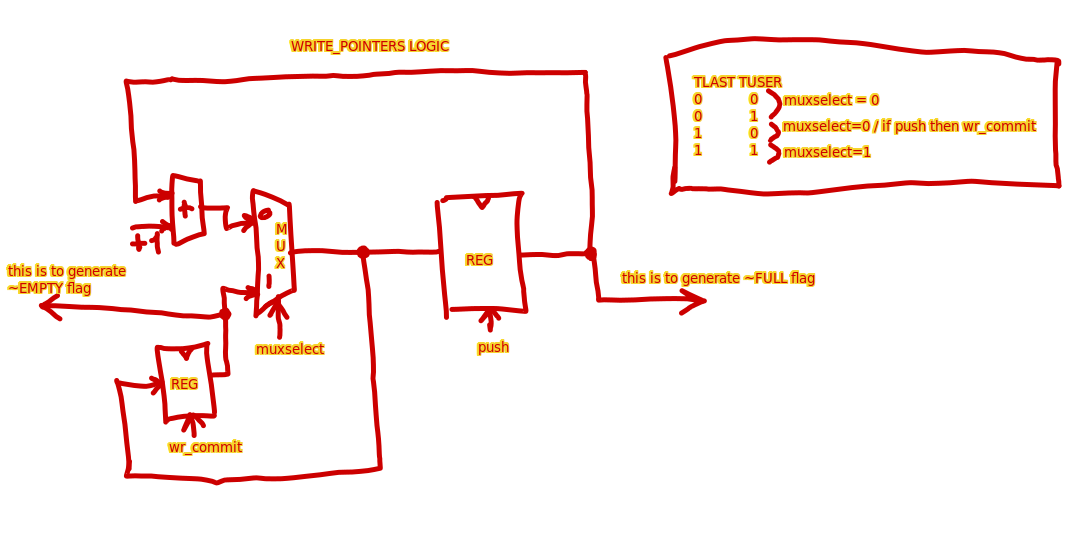 WRITE_POINTERS LOGIC
TLAST TUSER
0 0
0 1
1 0
1 1
muxselect = 0
muxselect=0 / if push then wr_commit
muxselect=1
+
+1
0
M
U
X
1
REG
this is to generate
~EMPTY flag
this is to generate ~FULL flag
muxselect
push
REG
wr_commit